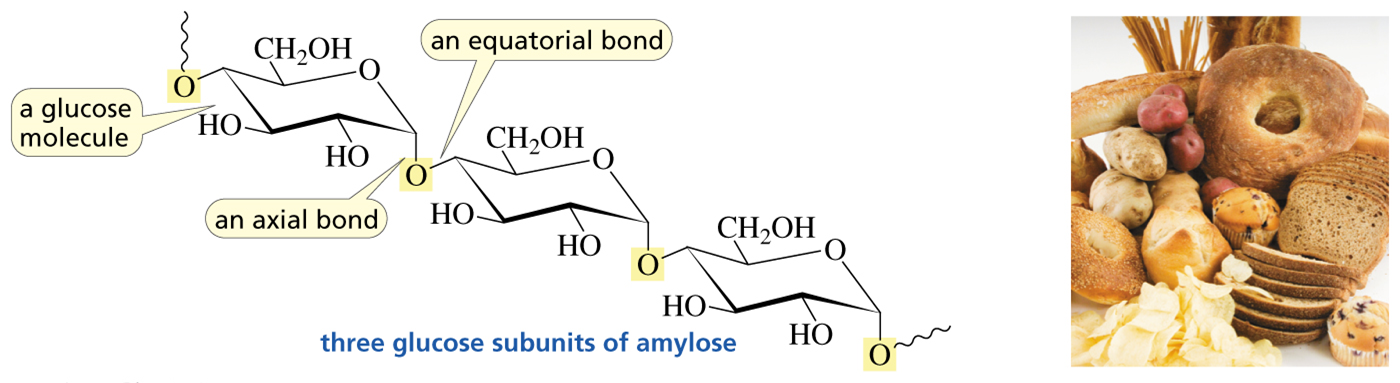 O
CH₂OH
O
an equatorial bond
a glucose
molecule
HO
HO
O
CH₂OH
O
an axial bond
HO
HO
O
CH₂OH
O
HO
HO
O
three glucose subunits of amylose